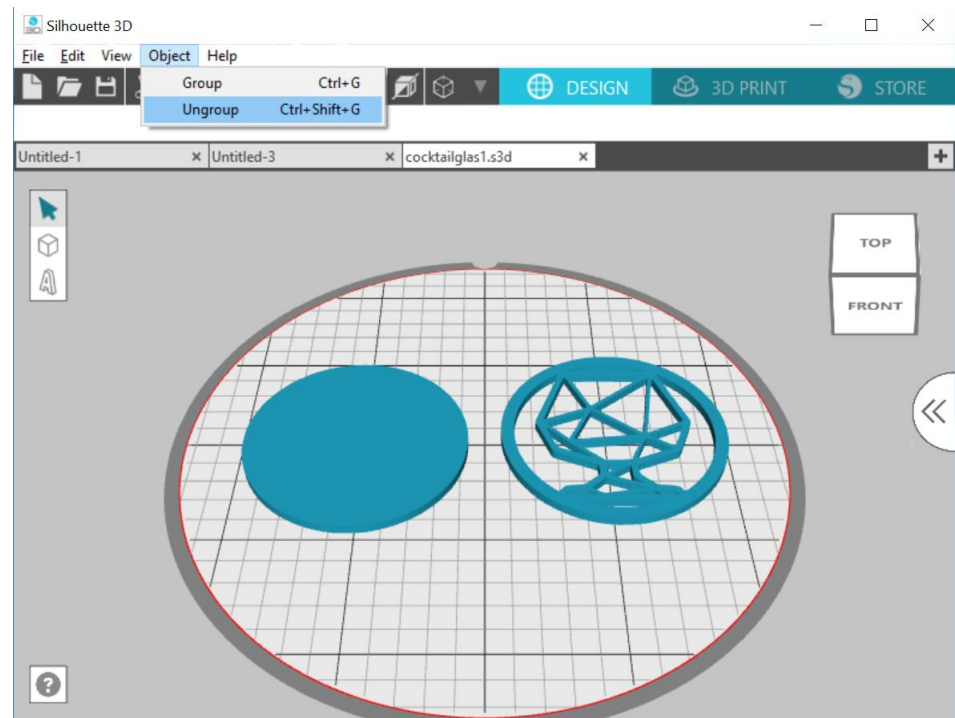 Silhouette 3D
File Edit View Object Help
Group Ctrl+G
Ungroup Ctrl+Shift+G
DESIGN 3D PRINT STORE
Untitled-1 Untitled-3 cocktailglas1.s3d
TOP
FRONT